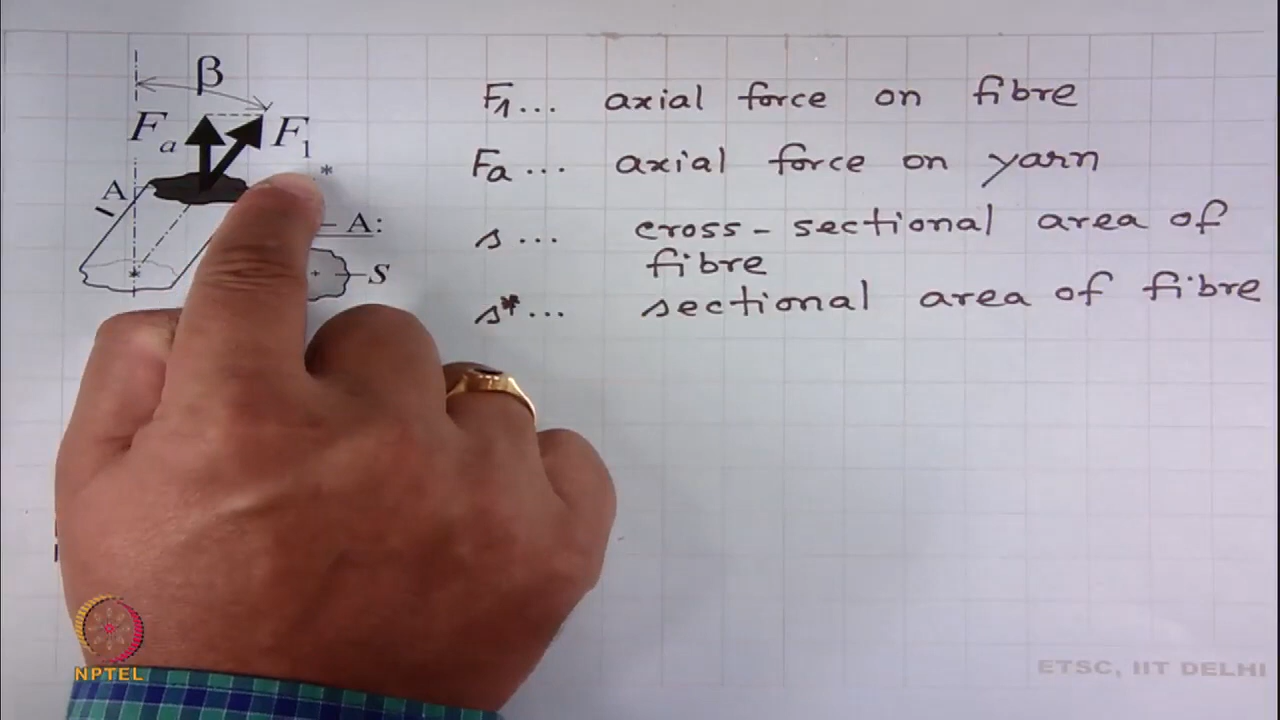 β
Fa F1
*
A
– A:
S
F1... axial force on fibre
Fa... axial force on yarn
s... cross-sectional area of
fibre
s*... sectional area of fibre
NPTEL
ETSC, IIT DELHI